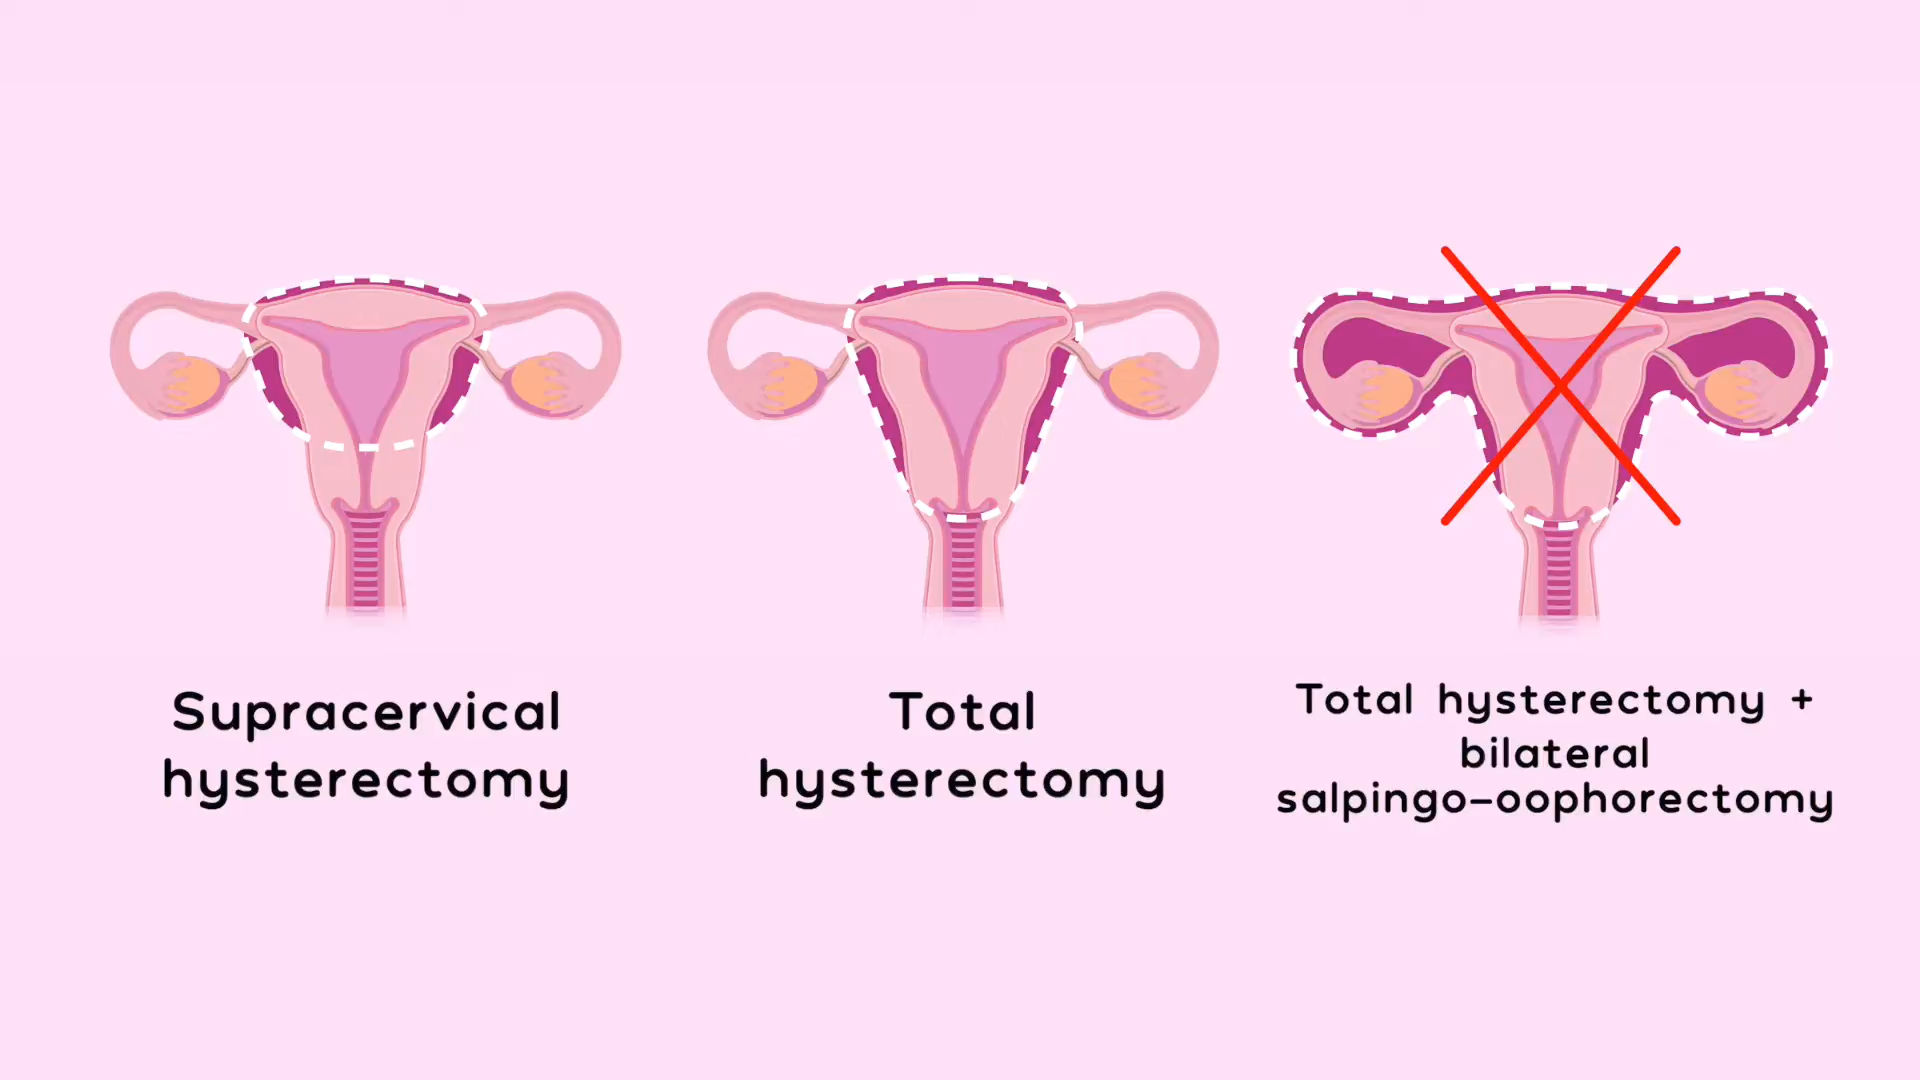 Supracervical
hysterectomy
Total
hysterectomy
Total hysterectomy +
bilateral
salpingo-oophorectomy